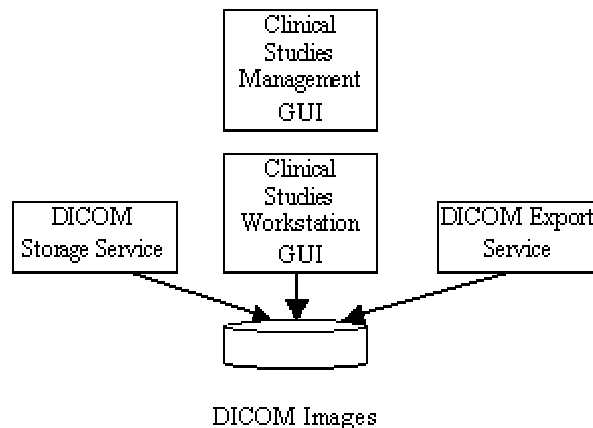 Clinical
Studies
Management
GUI
Clinical
Studies
Workstation
GUI
DICOM
Storage Service
DICOM Export
Service
DICOM Images